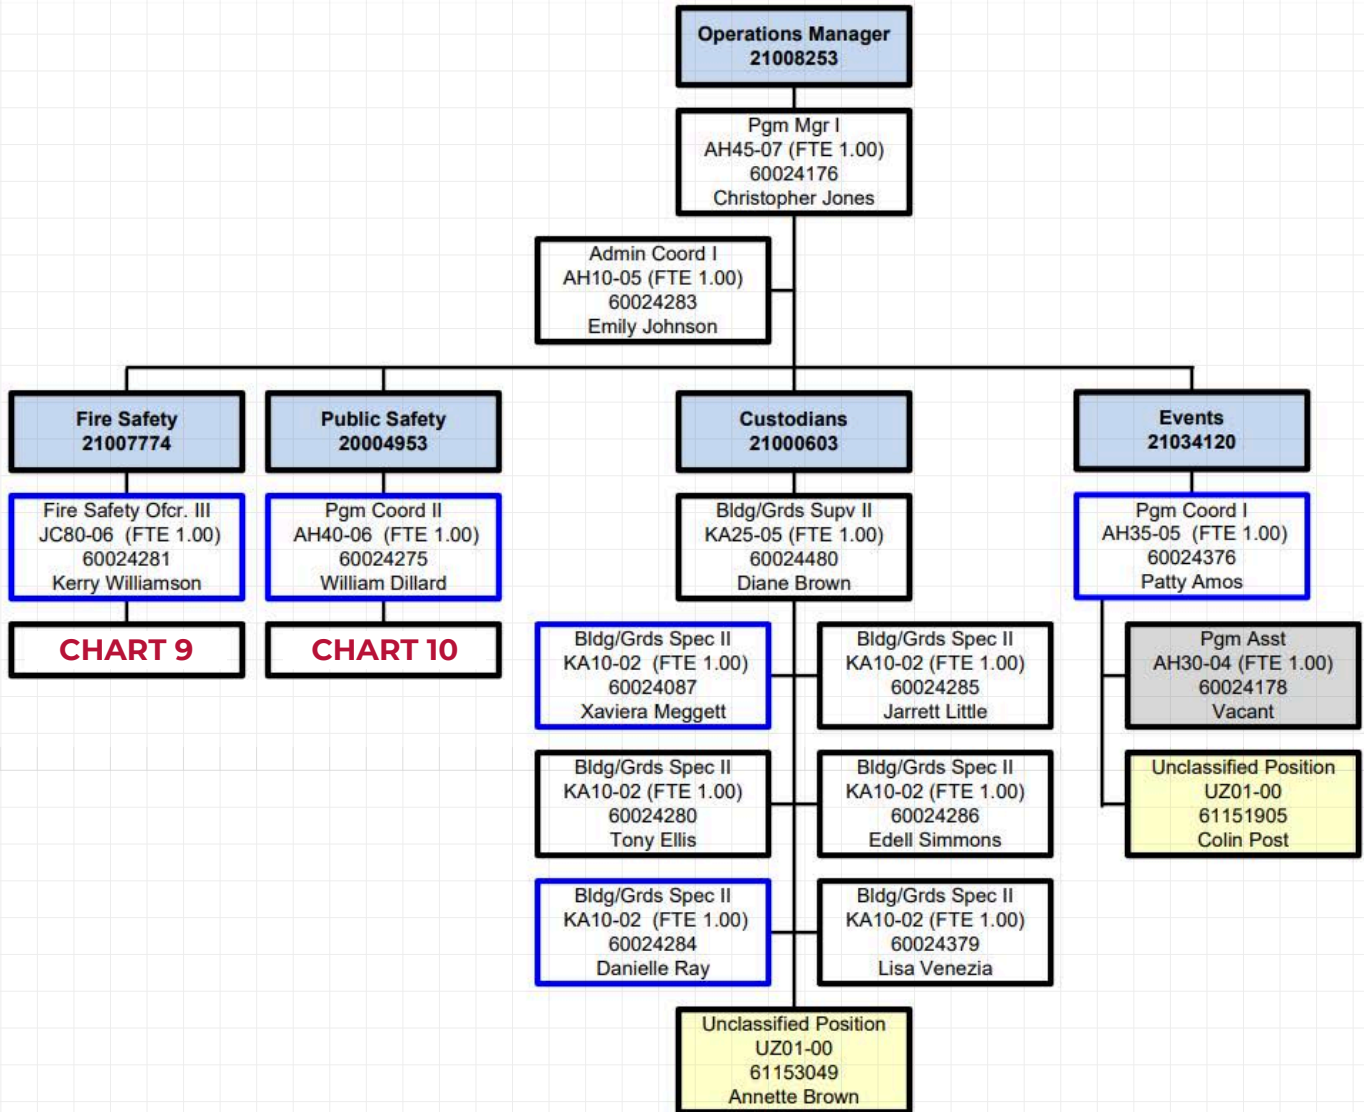 Operations Manager
21008253
Pgm Mgr I
AH45-07 (FTE 1.00)
60024176
Christopher Jones
Admin Coord I
AH10-05 (FTE 1.00)
60024283
Emily Johnson
Fire Safety
21007774
Public Safety
20004953
Custodians
21000603
Events
21034120
Fire Safety Ofcr. III
JC80-06 (FTE 1.00)
60024281
Kerry Williamson
Pgm Coord II
AH40-06 (FTE 1.00)
60024275
William Dillard
Bldg/Grds Supv II
KA25-05 (FTE 1.00)
60024480
Diane Brown
Pgm Coord I
AH35-05 (FTE 1.00)
60024376
Patty Amos
CHART 9
CHART 10
Bldg/Grds Spec II
KA10-02 (FTE 1.00)
60024087
Xaviera Meggett
Bldg/Grds Spec II
KA10-02 (FTE 1.00)
60024285
Jarrett Little
Pgm Asst
AH30-04 (FTE 1.00)
60024178
Vacant
Bldg/Grds Spec II
KA10-02 (FTE 1.00)
60024280
Tony Ellis
Bldg/Grds Spec II
KA10-02 (FTE 1.00)
60024286
Edell Simmons
Unclassified Position
UZ01-00
61151905
Colin Post
Bldg/Grds Spec II
KA10-02 (FTE 1.00)
60024284
Danielle Ray
Bldg/Grds Spec II
KA10-02 (FTE 1.00)
60024379
Lisa Venezia
Unclassified Position
UZ01-00
61153049
Annette Brown